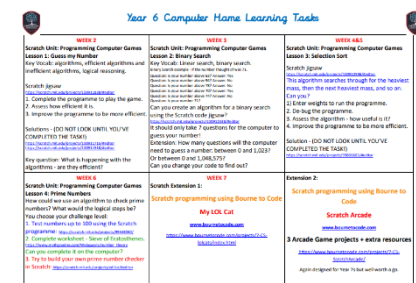 Year 6 Computer Home Learning Tasks
WEEK 2
Scratch Unit: Programming Computer Games
Lesson 1: Guess my Number
Key Vocab: algorithms, efficient algorithms and
inefficient algorithms, logical reasoning.
Scratch Jigsaw
1. Complete the programme to play the game.
2. Assess how efficient it is.
3. Improve the programme to be more efficient.
Solutions - (DO NOT LOOK UNTIL YOU'VE
COMPLETED THE TASK!)
Key question: What is happening with the
algorithms - are they efficient?
WEEK 3
Scratch Unit: Programming Computer Games
Lesson 2: Binary Search
Key Vocab: Linear search, binary search.
Can you create an algorithm for a binary search
using the Scratch code jigsaw?
It should only take 7 questions for the computer to
guess your number!
Extension: How many questions will the computer
need to guess a number: between 0 and 1,023?
Or between 0 and 1,048,575?
Can you change your code to find out?
WEEK 4&5
Scratch Unit: Programming Computer Games
Lesson 3: Selection Sort
Scratch Jigsaw
This algorithm searches through for the heaviest
mass, then the next heaviest mass, and so on.
Can you?
1) Enter weights to run the programme.
2) De-bug the programme.
3) Assess the algorithm - how useful is it?
4. Improve the programme to be more efficient.
Solution - (DO NOT LOOK UNTIL YOU'VE
COMPLETED THE TASK!)
WEEK 6
Scratch Unit: Programming Computer Games
Lesson 4: Prime Numbers
How could we use an algorithm to check prime
numbers? What would the logical steps be?
You choose your challenge level:
1. Test numbers up to 100 using the Scratch
programme:
2. Complete worksheet - Sieve of Eratosthenes.
Can you complete it on the computer?
3. Try to build your own prime number checker
in Scratch
WEEK 7
Scratch Extension 1:
Scratch programming using Bourne to Code
My LOL Cat
www.bournetocode.com
Extension 2:
Scratch programming using Bourne to
Code
Scratch Arcade
www.bournetocode.com
3 Arcade Game projects + extra resources
Again designed for Year 7s but well worth a go.